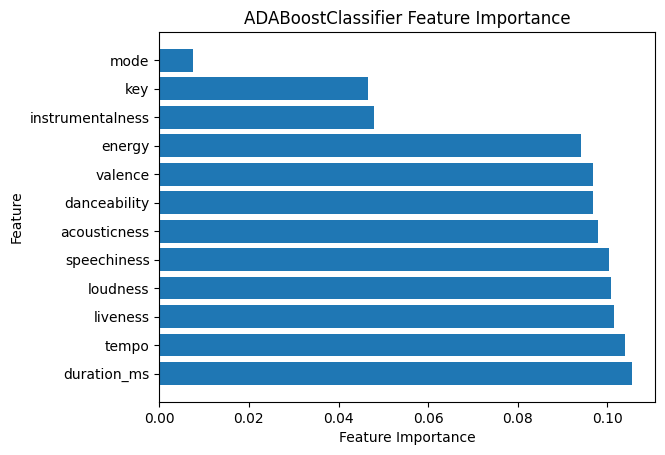 ADABoostClassifier Feature Importance
mode
key
instrumentalness
energy
valence
danceability
acousticness
speechiness
loudness
liveness
tempo
duration_ms
Feature
0.00 0.02 0.04 0.06 0.08 0.10
Feature Importance